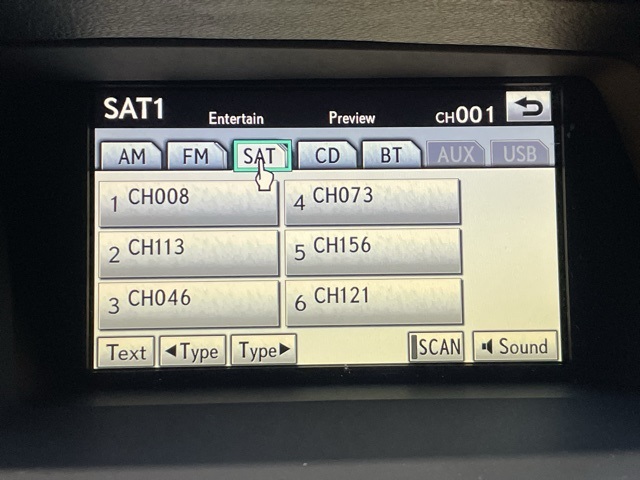 SAT1 Entertain Preview CH001
AM FM SAT CD BT AUX USB
1 CH008 4 CH073
2 CH113 5 CH156
3 CH046 6 CH121
Text ◀Type Type▶ SCAN Sound